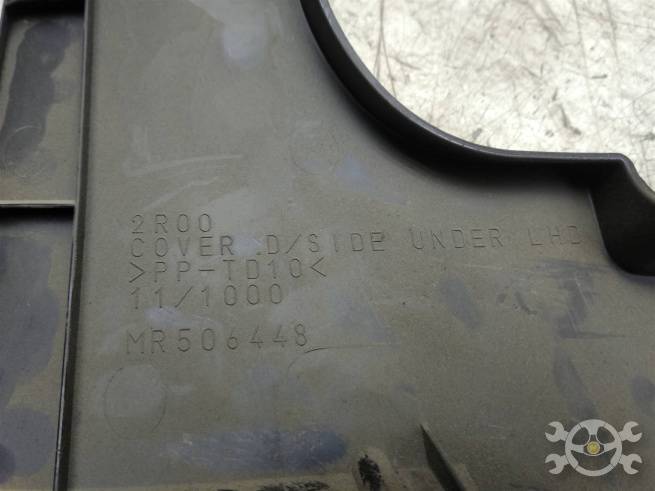 2R00
COVER .D/SIDE UNDER LHD
>PP-TD10<
11/1000
MR506448